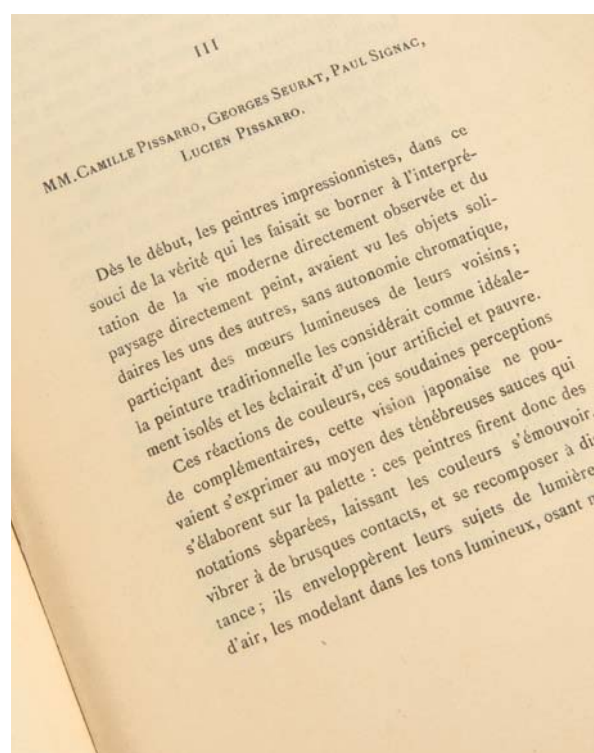 III
MM. CAMILLE PISSARRO, GEORGES SEURAT, PAUL SIGNAC,
LUCIEN PISSARRO.
Dès le début, les peintres impressionnistes, dans ce
souci de la vérité qui les faisait se borner à l'interpré-
tation de la vie moderne directement observée et du
paysage directement peint, avaient vu les objets soli-
daires les uns des autres, sans autonomie chromatique,
participant des mœurs lumineuses de leurs voisins ;
la peinture traditionnelle les considérait comme idéale-
ment isolés et les éclairait d'un jour artificiel et pauvre.
Ces réactions de couleurs, ces soudaines perceptions
de complémentaires, cette vision japonaise ne pou-
vaient s'exprimer au moyen des ténébreuses sauces qui
s'élaborent sur la palette : ces peintres firent donc des
notations séparées, laissant les couleurs s'émouvoir,
vibrer à de brusques contacts, et se recomposer à dis
tance ; ils enveloppèrent leurs sujets de lumière
d'air, les modelant dans les tons lumineux, osant